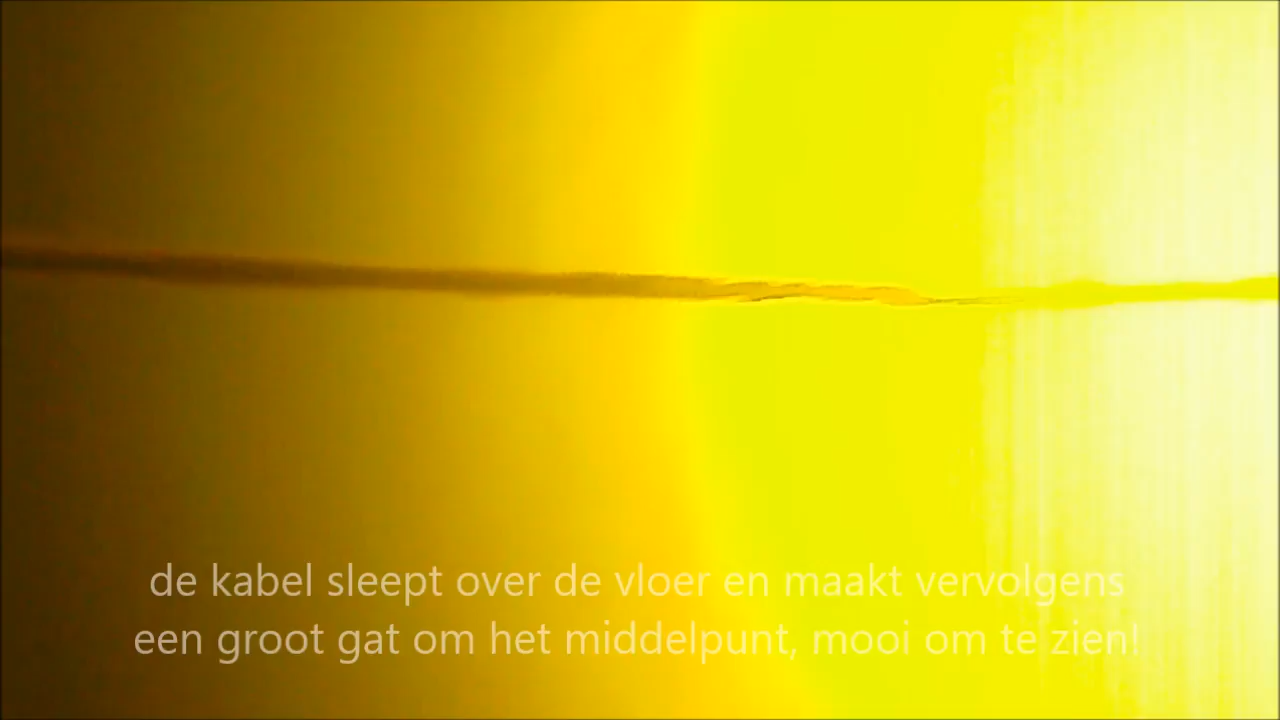 de kabel sleept over de vloer en maakt vervolgens
een groot gat om het middelpunt, mooi om te zien!